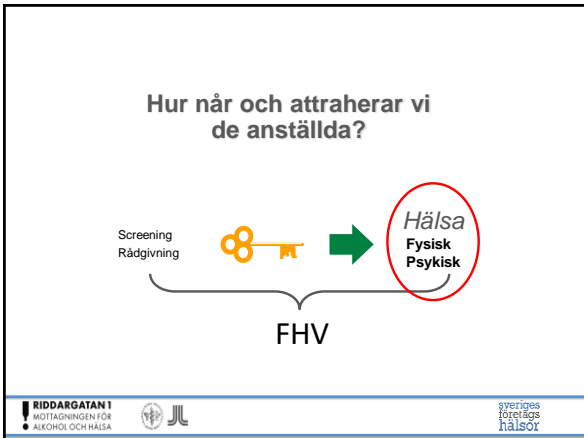 Hur når och attraherar vi
de anställda?
Screening
Rådgivning
Hälsa
Fysisk
Psykisk
FHV
RIDDARGATAN 1
MOTTAGNINGEN FÖR
ALKOHOL OCH HÄLSA
sveriges
företags
hälsor